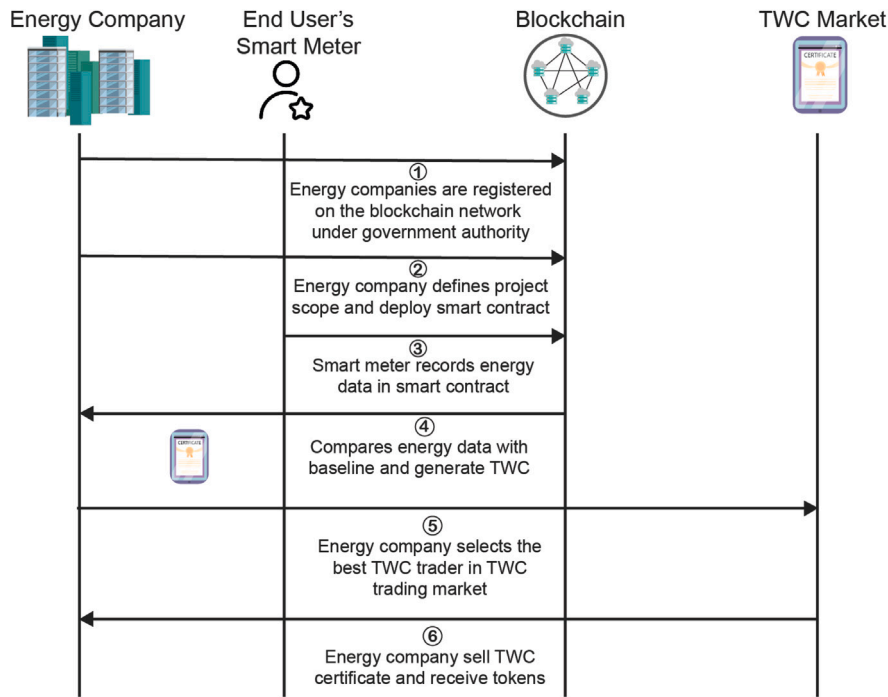 Energy Company
End User's
Smart Meter
Blockchain
TWC Market
CERTIFICATE
①
Energy companies are registered
on the blockchain network
under government authority
②
Energy company defines project
scope and deploy smart contract
③
Smart meter records energy
data in smart contract
④
Compares energy data with
baseline and generate TWC
CERTIFICATE
⑤
Energy company selects the
best TWC trader in TWC
trading market
⑥
Energy company sell TWC
certificate and receive tokens